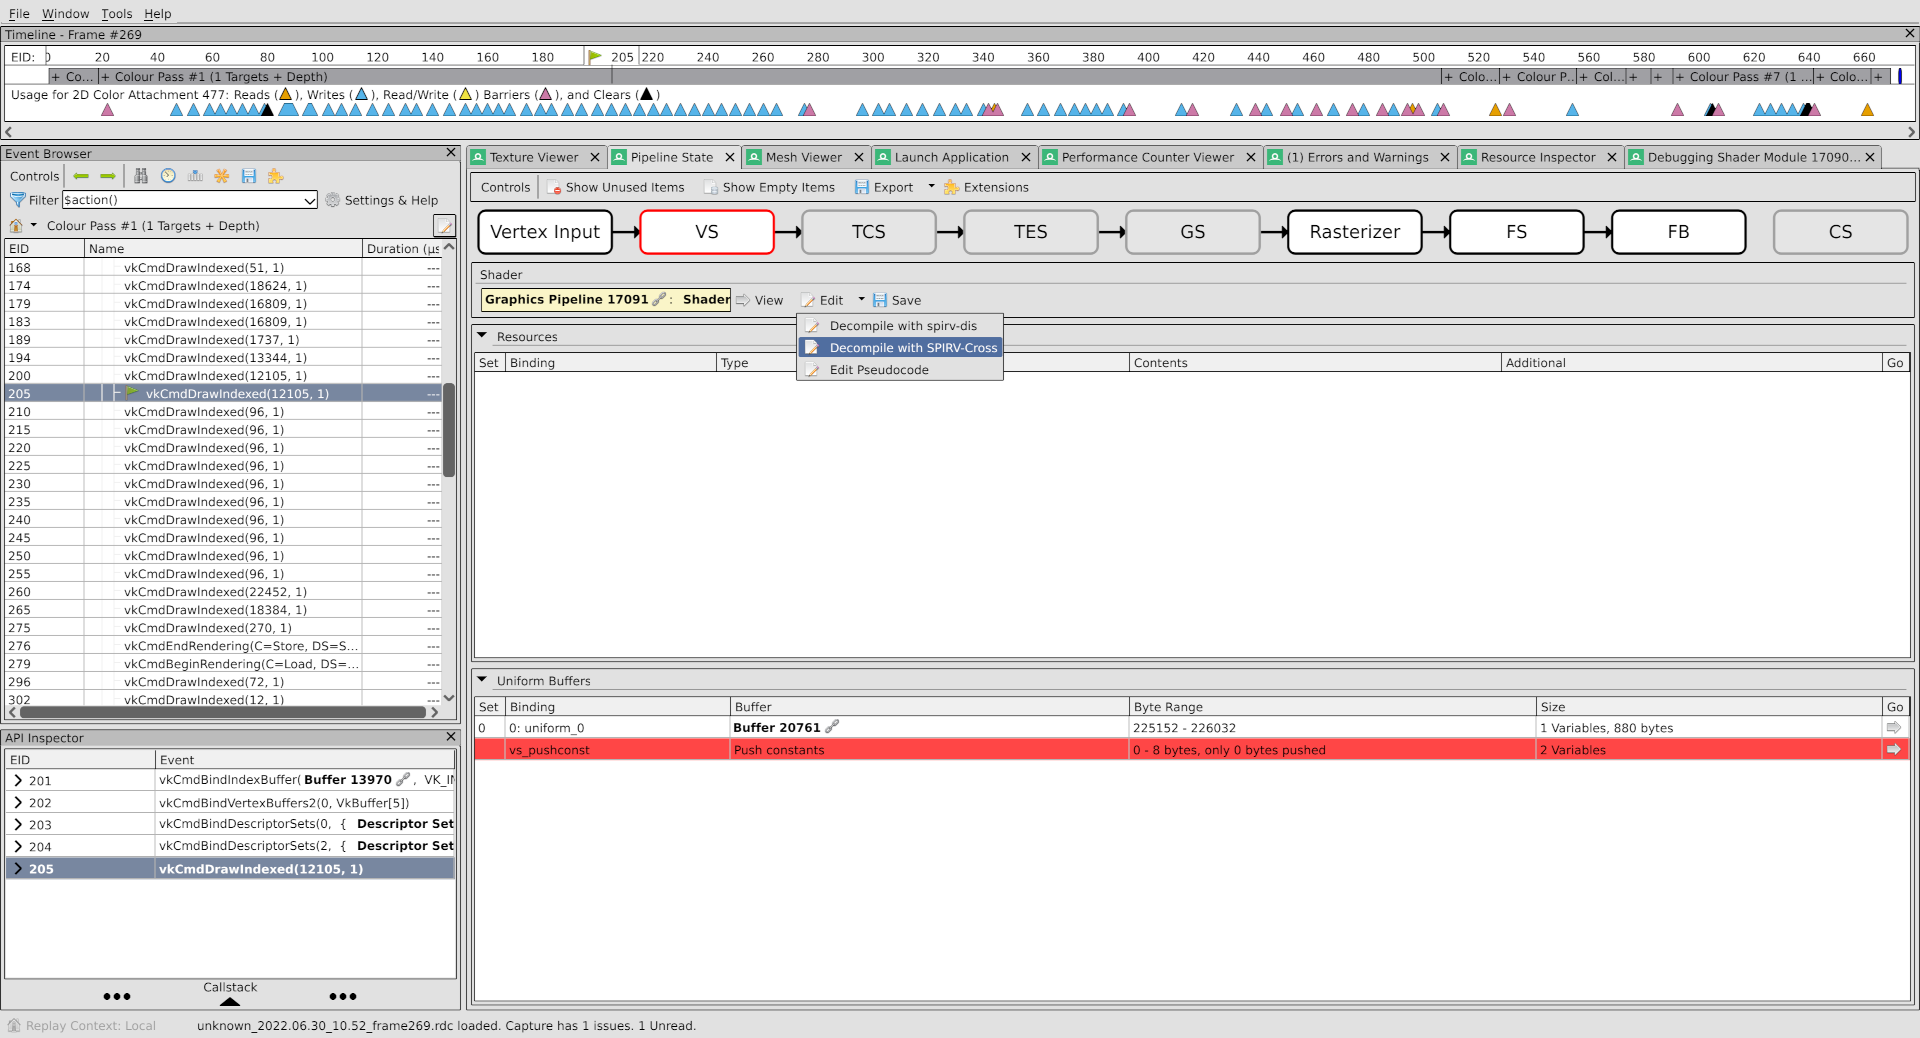 File Window Tools Help
Timeline - Frame #269
EID: 0 20 40 60 80 100 120 140 160 180 205 220 240 260 280 300 320 340 360 380 400 420 440 460 480 500 520 540 560 580 600 620 640 660
+ Co... + Colour Pass #1 (1 Targets + Depth) + Colo... + Colour P... + Col... + + + Colour Pass #7 (1 ... + Colo... +
Usage for 2D Color Attachment 477: Reads ( ), Writes ( ), Read/Write ( ) Barriers ( ), and Clears ( )
Event Browser
Controls
Filter $action() Settings & Help
Colour Pass #1 (1 Targets + Depth)
EID Name Duration (µs
168 vkCmdDrawIndexed(51, 1) ---
174 vkCmdDrawIndexed(18624, 1) ---
179 vkCmdDrawIndexed(16809, 1) ---
183 vkCmdDrawIndexed(16809, 1) ---
189 vkCmdDrawIndexed(1737, 1) ---
194 vkCmdDrawIndexed(13344, 1) ---
200 vkCmdDrawIndexed(12105, 1) ---
205 vkCmdDrawIndexed(12105, 1) ---
210 vkCmdDrawIndexed(96, 1) ---
215 vkCmdDrawIndexed(96, 1) ---
220 vkCmdDrawIndexed(96, 1) ---
225 vkCmdDrawIndexed(96, 1) ---
230 vkCmdDrawIndexed(96, 1) ---
235 vkCmdDrawIndexed(96, 1) ---
240 vkCmdDrawIndexed(96, 1) ---
245 vkCmdDrawIndexed(96, 1) ---
250 vkCmdDrawIndexed(96, 1) ---
255 vkCmdDrawIndexed(96, 1) ---
260 vkCmdDrawIndexed(22452, 1) ---
265 vkCmdDrawIndexed(18384, 1) ---
275 vkCmdDrawIndexed(270, 1) ---
276 vkCmdEndRendering(C=Store, DS=S... ---
279 vkCmdBeginRendering(C=Load, DS=... ---
296 vkCmdDrawIndexed(72, 1) ---
302 vkCmdDrawIndexed(12, 1) ---
API Inspector
EID Event
201 vkCmdBindIndexBuffer( Buffer 13970 , VK_IN
202 vkCmdBindVertexBuffers2(0, VkBuffer[5])
203 vkCmdBindDescriptorSets(0, { Descriptor Set
204 vkCmdBindDescriptorSets(2, { Descriptor Set
205 vkCmdDrawIndexed(12105, 1)
Callstack
Texture Viewer Pipeline State Mesh Viewer Launch Application Performance Counter Viewer (1) Errors and Warnings Resource Inspector Debugging Shader Module 17090...
Controls Show Unused Items Show Empty Items Export Extensions
Vertex Input VS TCS TES GS Rasterizer FS FB CS
Shader
Graphics Pipeline 17091 : Shader View Edit Save
Decompile with spirv-dis
Decompile with SPIRV-Cross
Edit Pseudocode
Resources
Set Binding Type Contents Additional Go
Uniform Buffers
Set Binding Buffer Byte Range Size Go
0 0: uniform_0 Buffer 20761 225152 - 226032 1 Variables, 880 bytes
vs_pushconst Push constants 0 - 8 bytes, only 0 bytes pushed 2 Variables
Replay Context: Local unknown_2022.06.30_10.52_frame269.rdc loaded. Capture has 1 issues. 1 Unread.